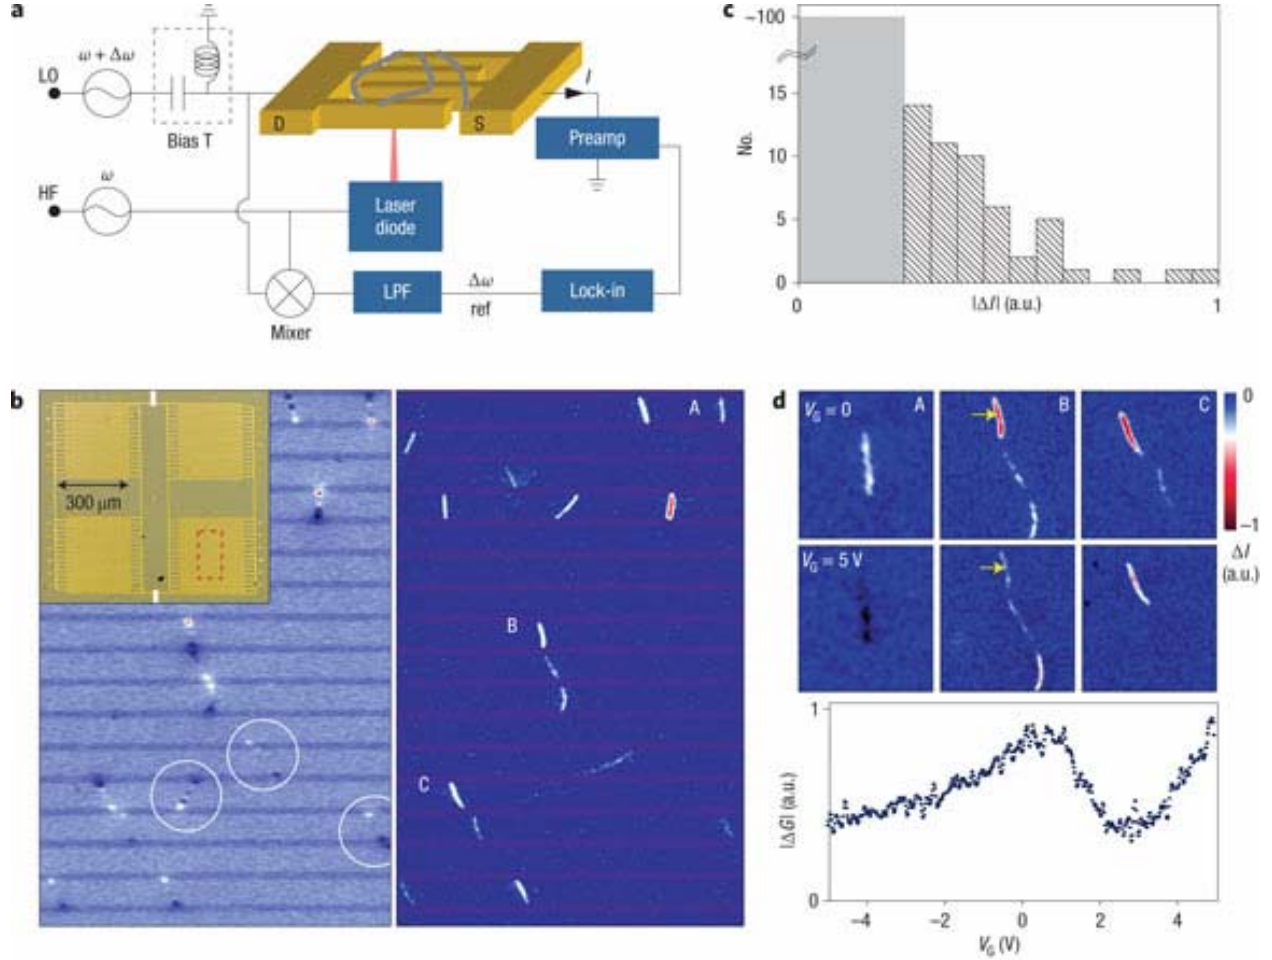 a
ω + Δω
LO
Bias T
D
S
I
Preamp
HF
ω
Laser
diode
Mixer
LPF
Δω
ref
Lock-in
c
~100
15
10
5
0
No.
0
1
|ΔI| (a.u.)
b
300 μm
A
B
C
d
V_G = 0
A
B
C
V_G = 5 V
0
−1
ΔI
(a.u.)
1
0
|ΔG| (a.u.)
−4
−2
0
2
4
V_G (V)